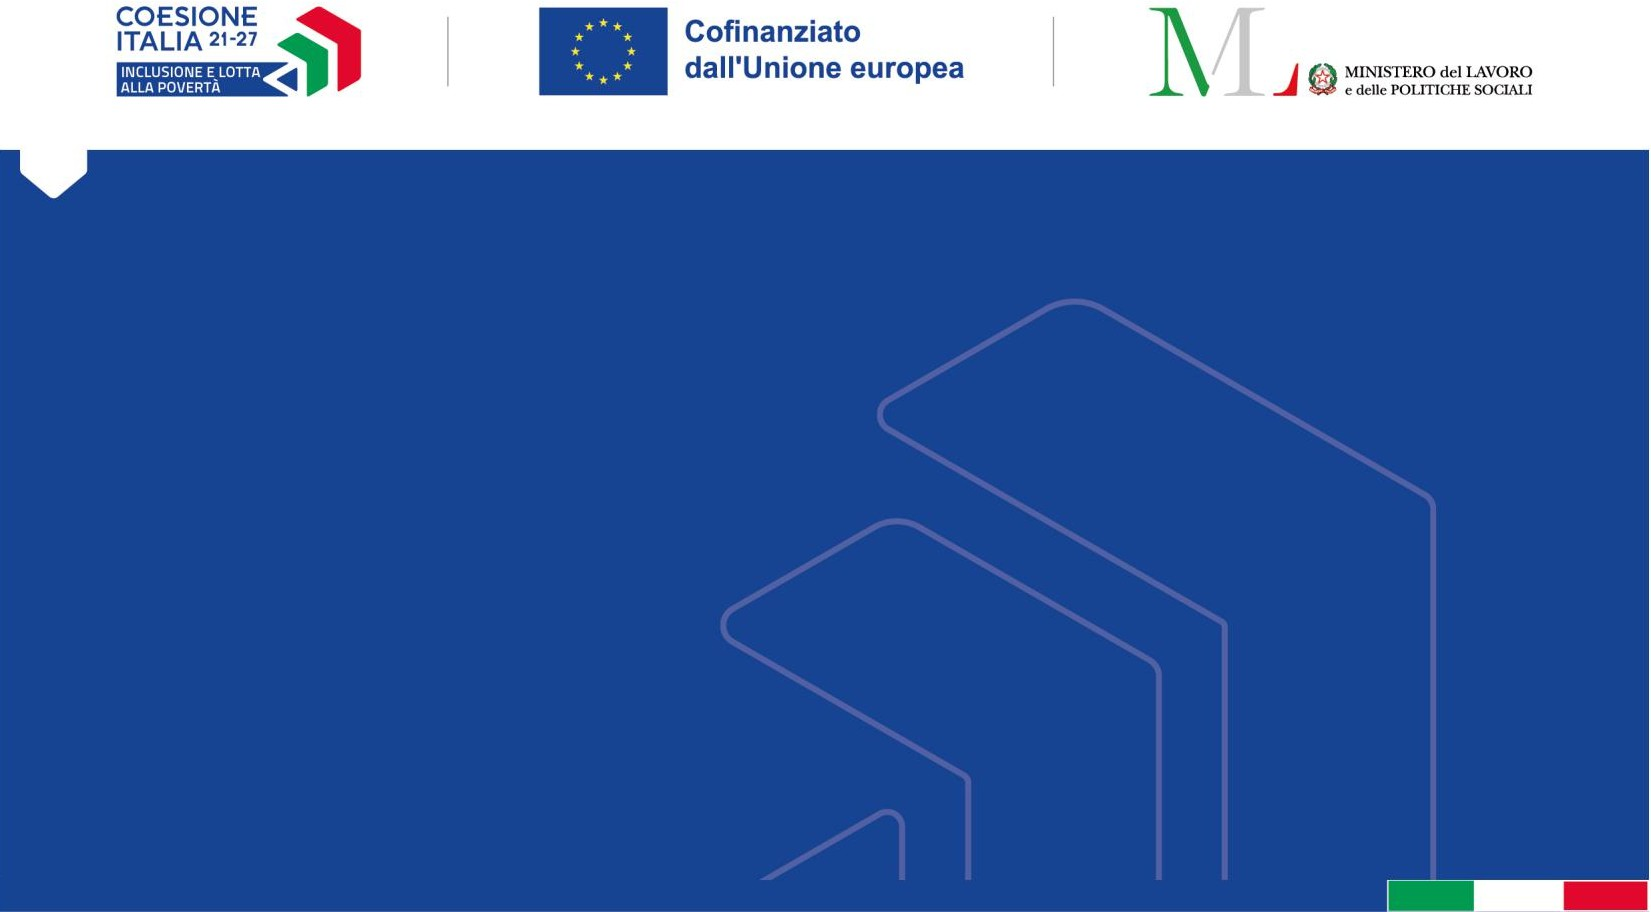 COESIONE
ITALIA 21-27
INCLUSIONE E LOTTA
ALLA POVERTÀ
Cofinanziato
dall'Unione europea
ML
MINISTERO del LAVORO
e delle POLITICHE SOCIALI